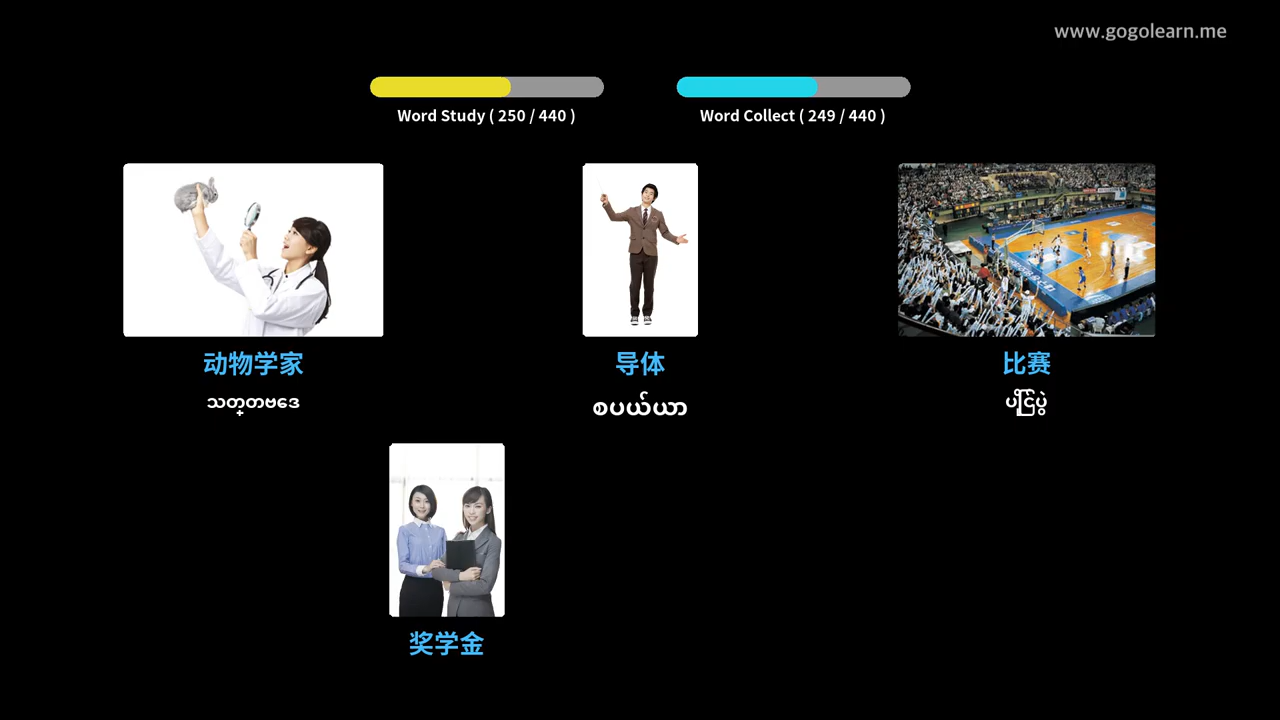 www.gogolearn.me
Word Study ( 250 / 440 )
Word Collect ( 249 / 440 )
动物学家
导体
比赛
သတ္တဗဒေ
စပယ်ယာ
ပြိုင်ပွဲ
奖学金